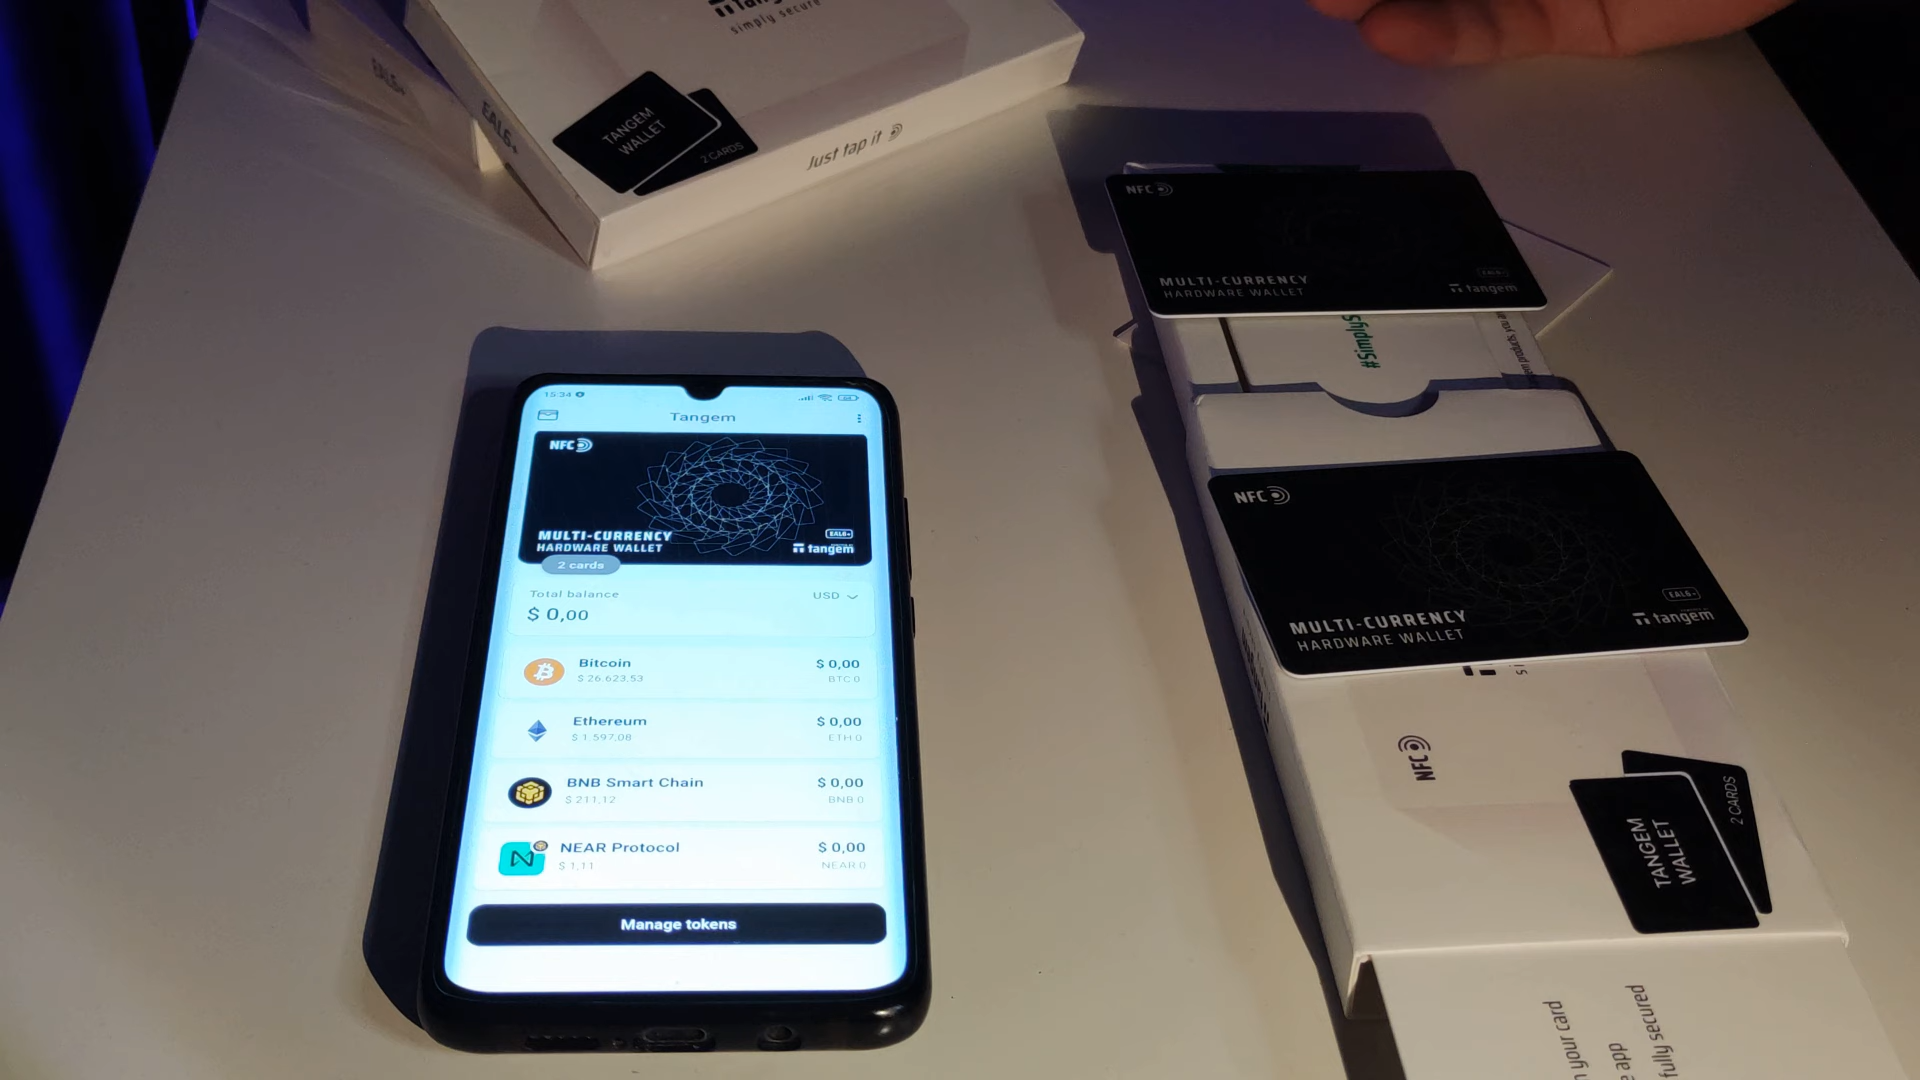 simply secure
EAL6+
EAL6+
TANGEM
WALLET
2 CARDS
Just tap it
NFC
MULTI-CURRENCY
HARDWARE WALLET
EAL6+
tangem
#SimplyS
products, you
15:34
Tangem
NFC
MULTI-CURRENCY
HARDWARE WALLET
EAL6+
tangem
2 cards
Total balance
USD
$ 0,00
Bitcoin
$ 0,00
$ 26.623,53
BTC 0
Ethereum
$ 0,00
$ 1.597,08
ETH 0
BNB Smart Chain
$ 0,00
$ 211,12
BNB 0
NEAR Protocol
$ 0,00
$ 1,11
NEAR 0
Manage tokens
NFC
MULTI-CURRENCY
HARDWARE WALLET
EAL6+
tangem
NFC
TANGEM
WALLET
2 CARDS
your card
app
fully secured